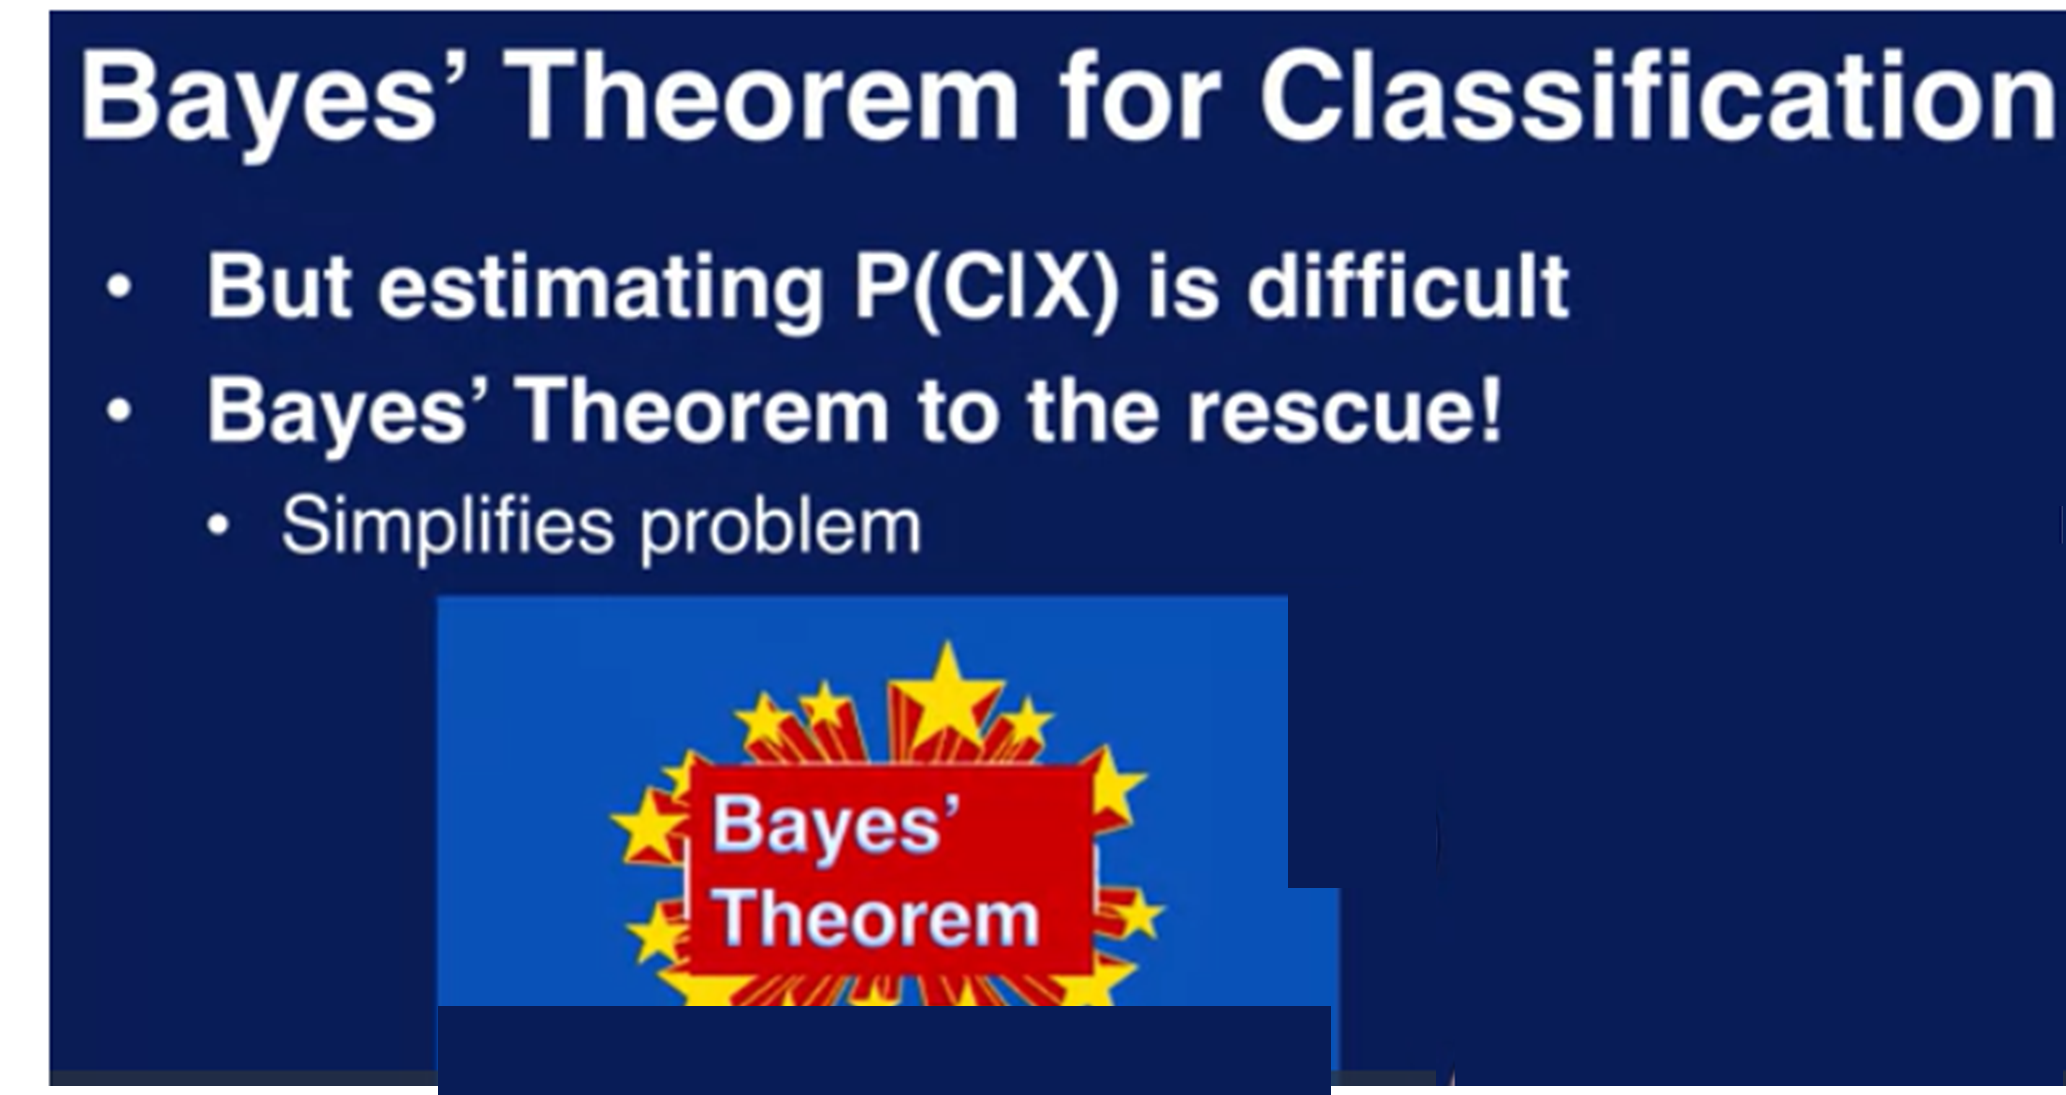 Bayes’ Theorem for Classification
• But estimating P(C|X) is difficult
• Bayes’ Theorem to the rescue!
• Simplifies problem
Bayes’
Theorem